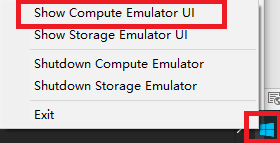 Show Compute Emulator UI
Show Storage Emulator UI
Shutdown Compute Emulator
Shutdown Storage Emulator
Exit